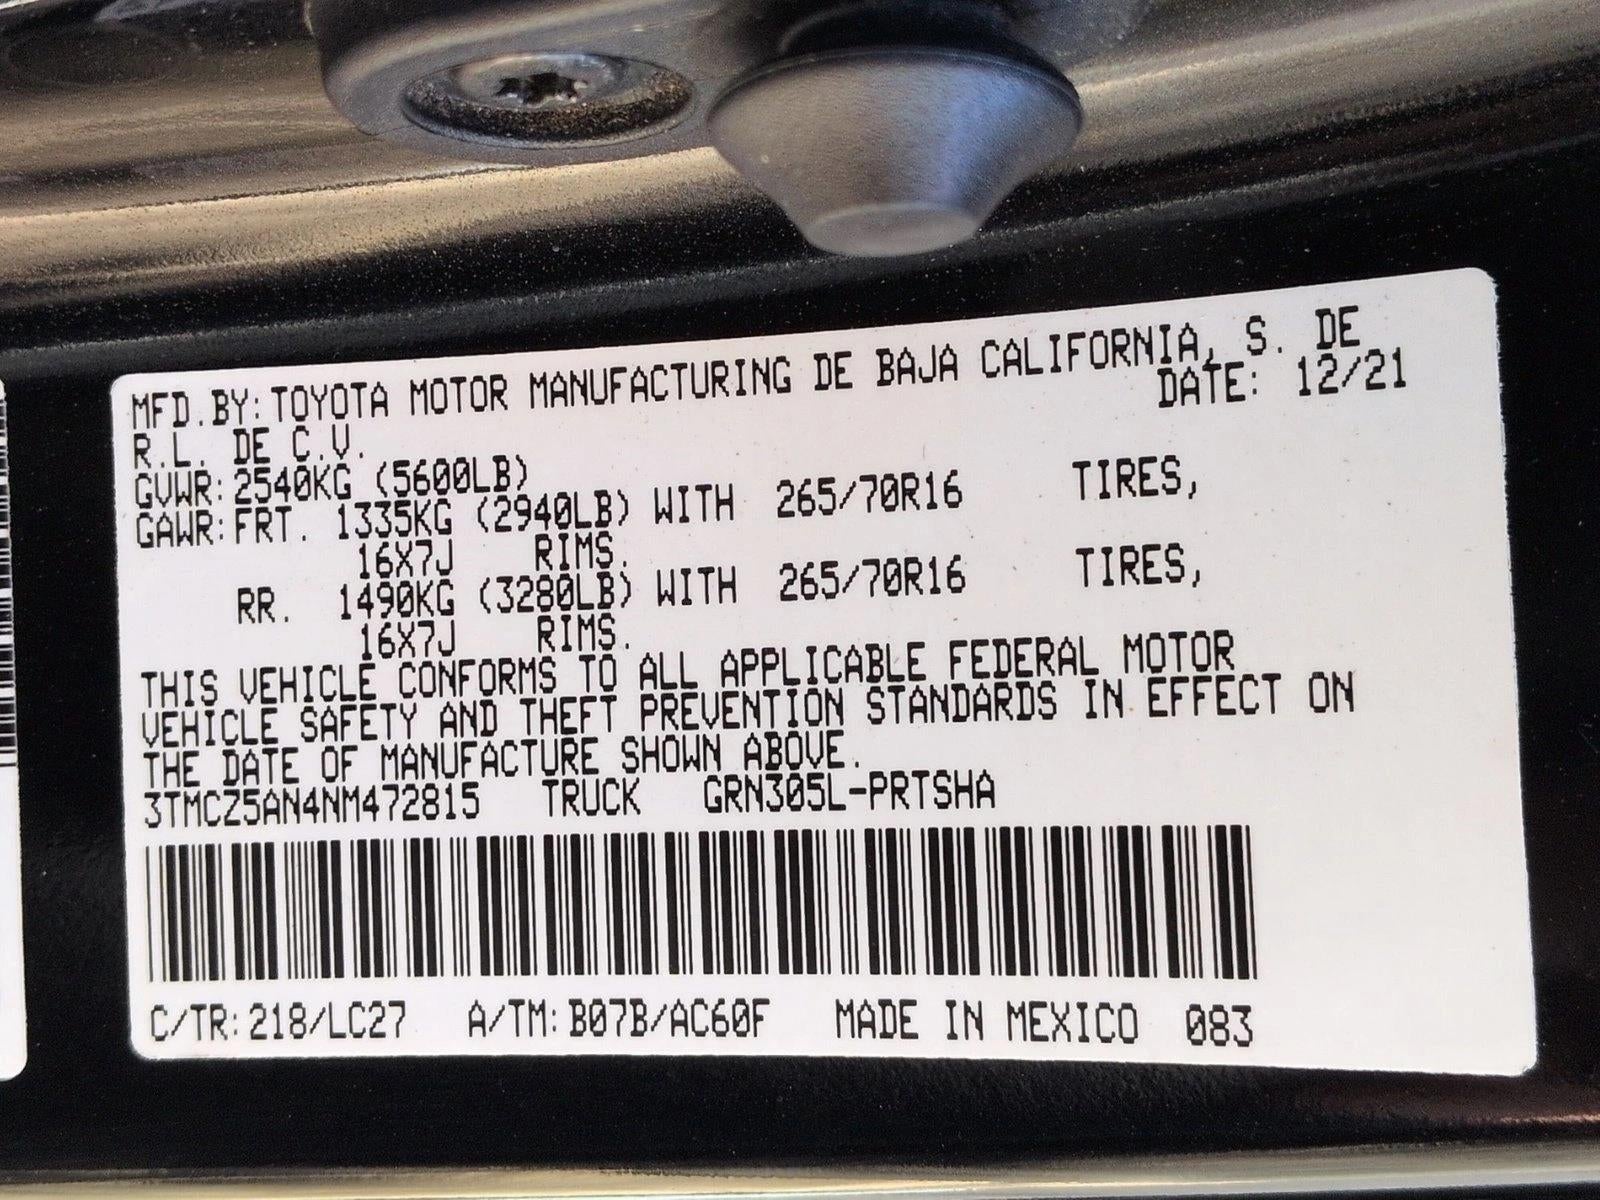 MFD.BY:TOYOTA MOTOR MANUFACTURING DE BAJA CALIFORNIA, S. DE
R.L. DE C.V. DATE: 12/21
GVWR:2540KG (5600LB)
GAWR:FRT. 1335KG (2940LB) WITH 265/70R16 TIRES,
16X7J RIMS.
RR. 1490KG (3280LB) WITH 265/70R16 TIRES,
16X7J RIMS.
THIS VEHICLE CONFORMS TO ALL APPLICABLE FEDERAL MOTOR
VEHICLE SAFETY AND THEFT PREVENTION STANDARDS IN EFFECT ON
THE DATE OF MANUFACTURE SHOWN ABOVE.
3TMCZ5AN4NM472815 TRUCK GRN305L-PRTSHA
C/TR:218/LC27 A/TM:B07B/AC60F MADE IN MEXICO 083